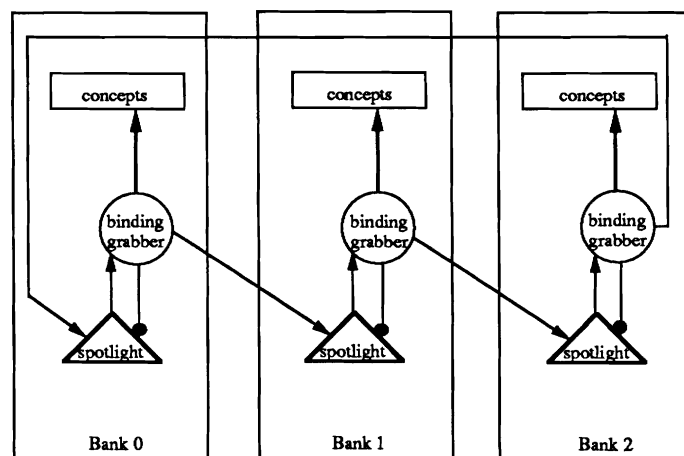 concepts
concepts
concepts
binding
grabber
binding
grabber
binding
grabber
spotlight
spotlight
spotlight
Bank 0
Bank 1
Bank 2